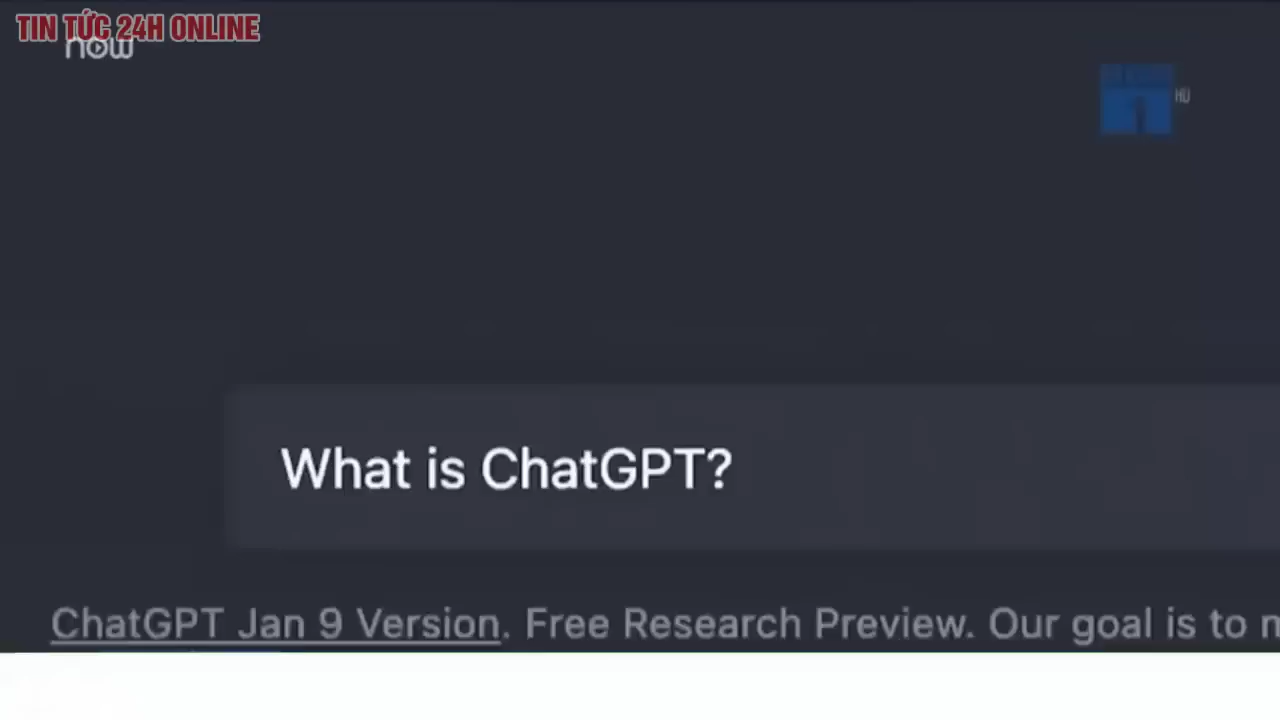 TIN TỨC 24H ONLINE
now
HD
What is ChatGPT?
ChatGPT Jan 9 Version. Free Research Preview. Our goal is to